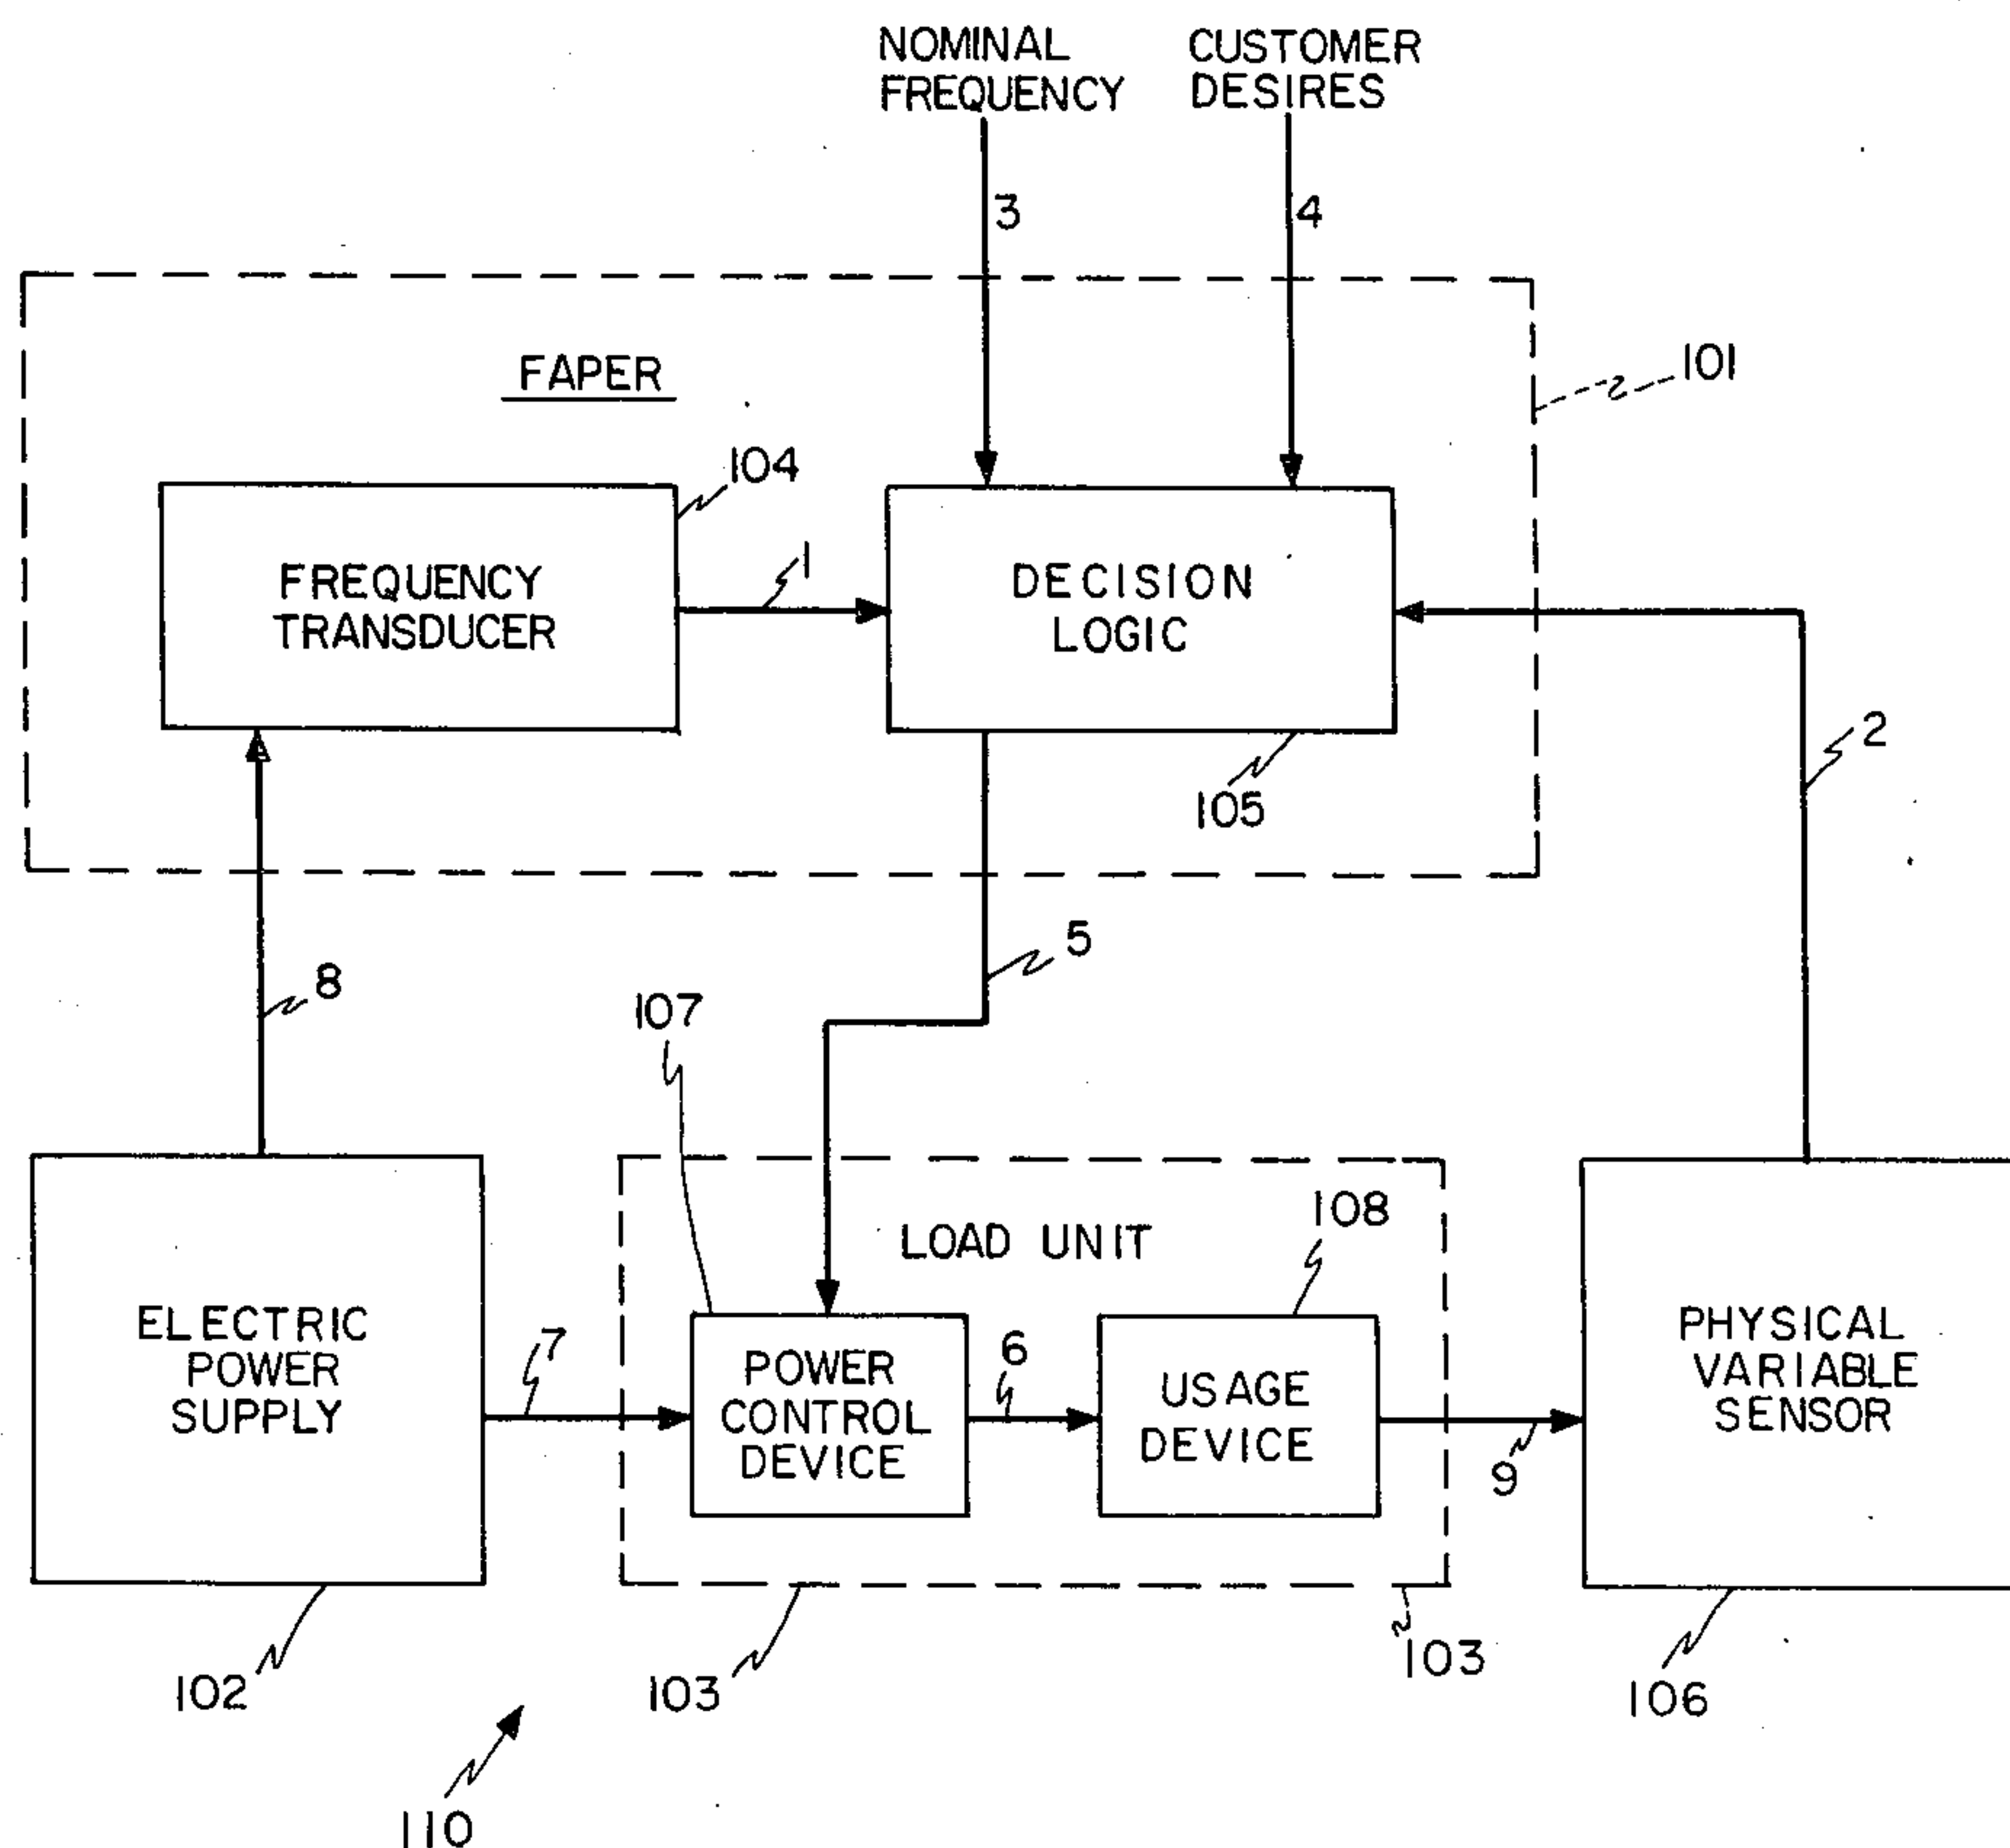 NOMINAL
FREQUENCY
CUSTOMER
DESIRES
3
4
FAPER
101
104
FREQUENCY
TRANSDUCER
1
DECISION
LOGIC
2
105
5
8
107
108
LOAD UNIT
ELECTRIC
POWER
SUPPLY
7
POWER
CONTROL
DEVICE
6
USAGE
DEVICE
9
PHYSICAL
VARIABLE
SENSOR
102
103
103
106
110